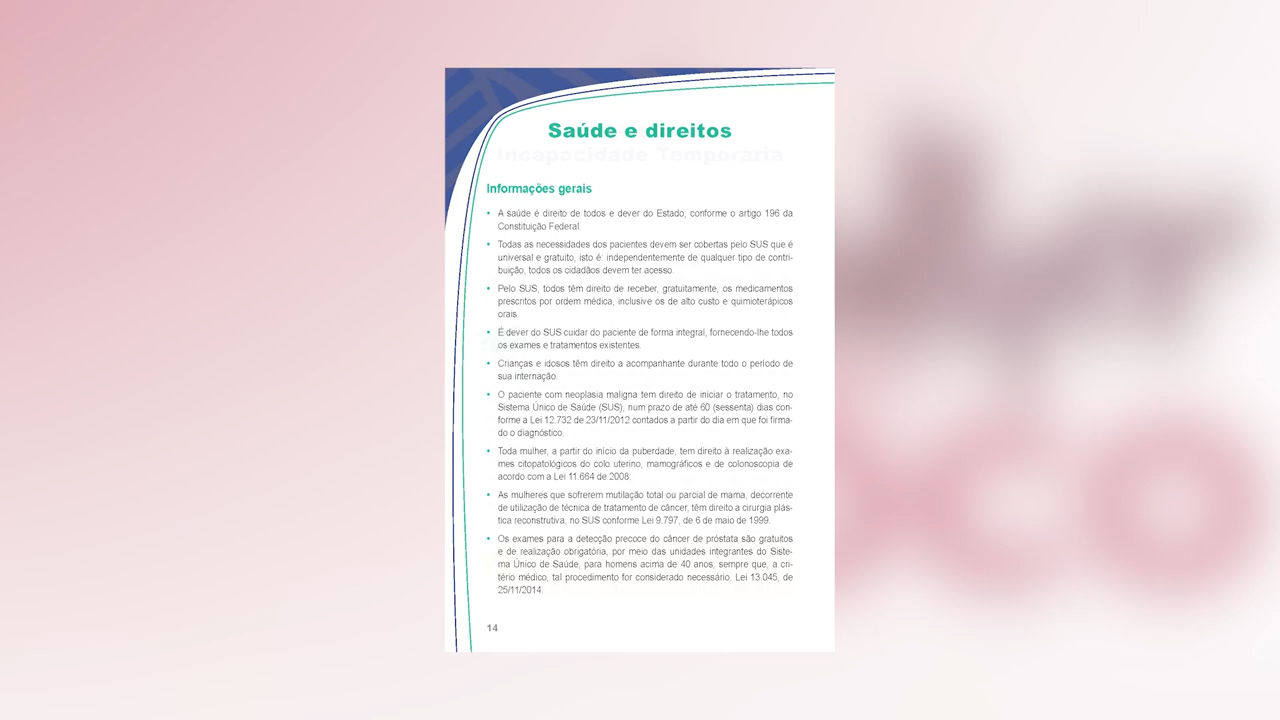 Saúde e direitos
Incapacidade Temporária
Informações gerais
• A saúde é direito de todos e dever do Estado, conforme o artigo 196 da
Constituição Federal.
• Todas as necessidades dos pacientes devem ser cobertas pelo SUS que é
universal e gratuito, isto é: independentemente de qualquer tipo de contri-
buição, todos os cidadãos devem ter acesso.
• Pelo SUS, todos têm direito de receber, gratuitamente, os medicamentos
prescritos por ordem médica, inclusive os de alto custo e quimioterápicos
orais.
• É dever do SUS cuidar do paciente de forma integral, fornecendo-lhe todos
os exames e tratamentos existentes.
• Crianças e idosos têm direito a acompanhante durante todo o período de
sua internação.
• O paciente com neoplasia maligna tem direito de iniciar o tratamento, no
Sistema Único de Saúde (SUS), num prazo de até 60 (sessenta) dias con-
forme a Lei 12.732 de 23/11/2012 contados a partir do dia em que foi firma-
do o diagnóstico.
• Toda mulher, a partir do início da puberdade, tem direito à realização exa-
mes citopatológicos do colo uterino, mamográficos e de colonoscopia de
acordo com a Lei 11.664 de 2008.
• As mulheres que sofrerem mutilação total ou parcial de mama, decorrente
de utilização de técnica de tratamento de câncer, têm direito a cirurgia plás-
tica reconstrutiva, no SUS conforme Lei 9.797, de 6 de maio de 1999.
• Os exames para a detecção precoce do câncer de próstata são gratuitos
e de realização obrigatória, por meio das unidades integrantes do Siste-
ma Único de Saúde, para homens acima de 40 anos, sempre que, a cri-
tério médico, tal procedimento for considerado necessário. Lei 13.045, de
25/11/2014.
14